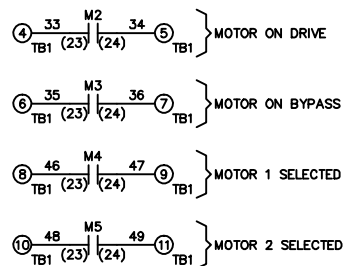 M2
4 33 34 5 MOTOR ON DRIVE
TB1 (23) (24) TB1
M3
6 35 36 7 MOTOR ON BYPASS
TB1 (23) (24) TB1
M4
8 46 47 9 MOTOR 1 SELECTED
TB1 (23) (24) TB1
M5
10 48 49 11 MOTOR 2 SELECTED
TB1 (23) (24) TB1